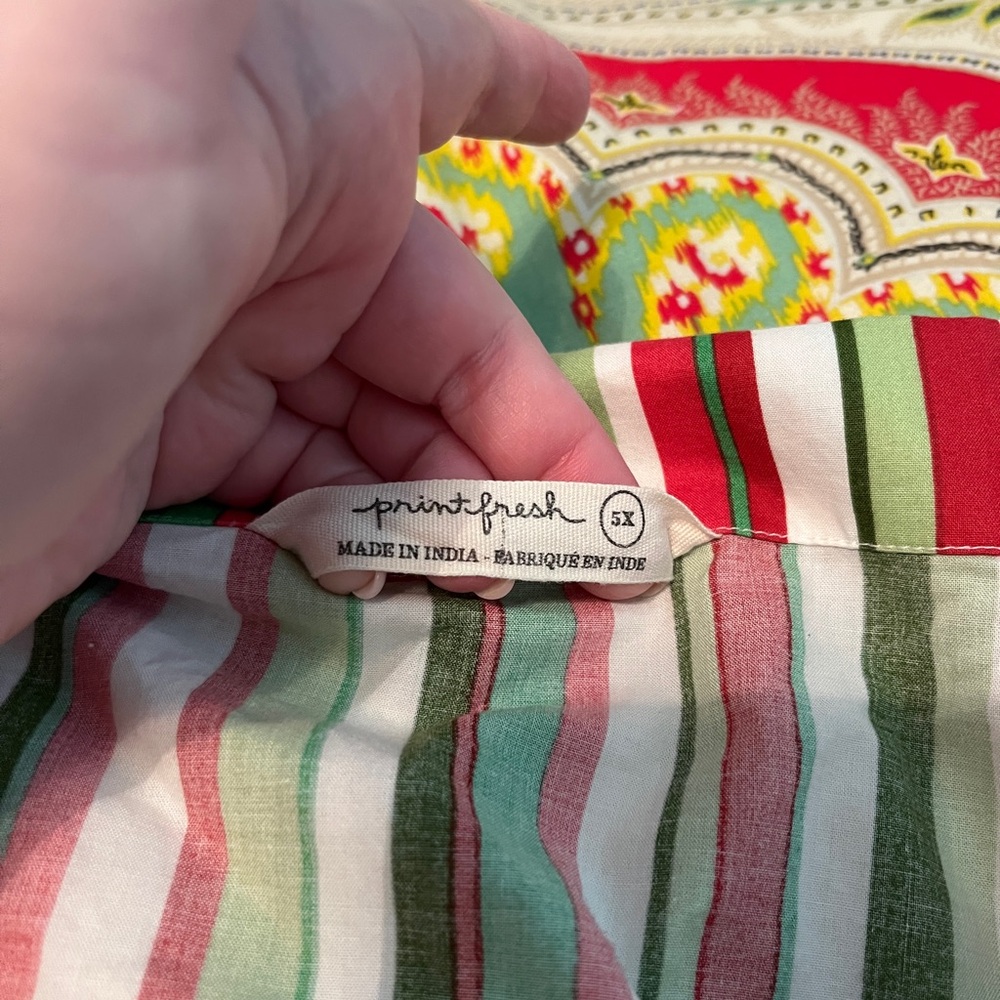 printfresh 5X
MADE IN INDIA - FABRIQUÉ EN INDE